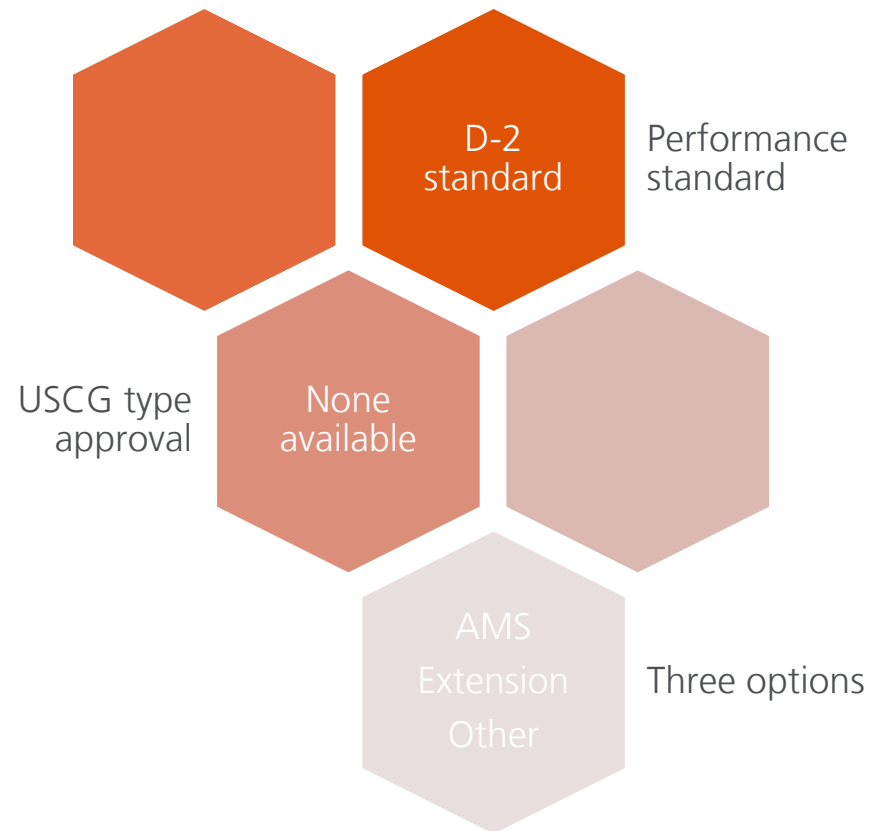 D-2
standard
Performance
standard
USCG type
approval
None
available
AMS
Extension
Other
Three options